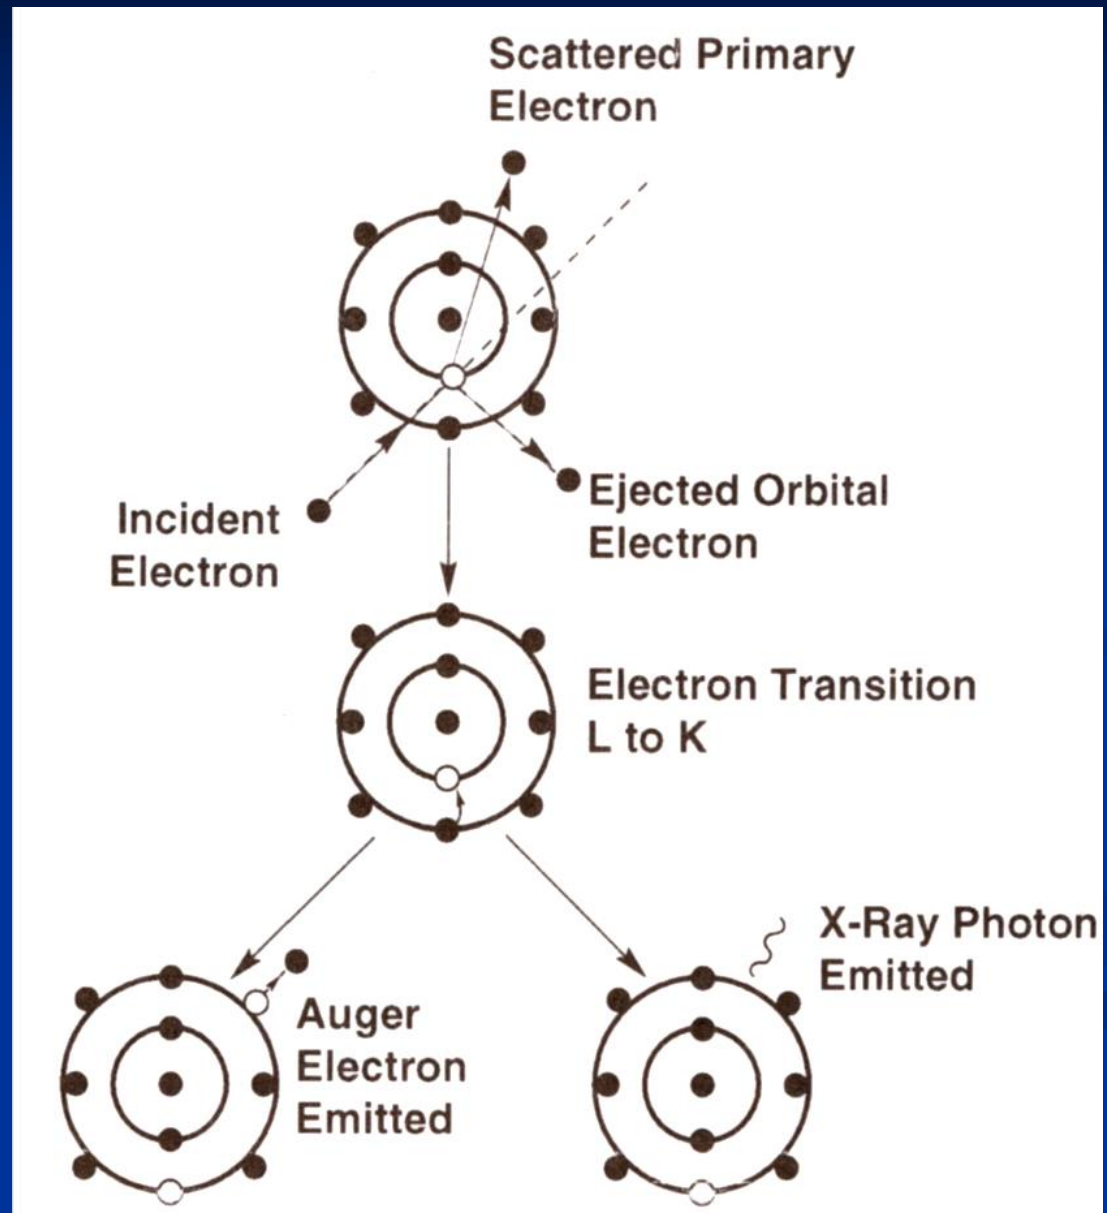 Scattered Primary
Electron
Incident
Electron
Ejected Orbital
Electron
Electron Transition
L to K
X-Ray Photon
Emitted
Auger
Electron
Emitted